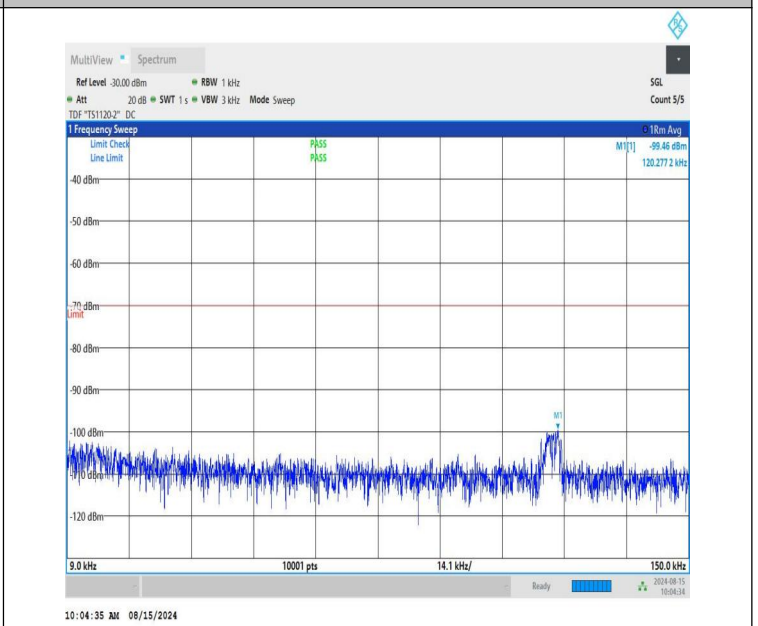 R&S
MultiView Spectrum
Ref Level -30.00 dBm RBW 1 kHz SGL
Att 20 dB SWT 1 s VBW 3 kHz Mode Sweep Count 5/5
TDF "TS1120-2" DC
1 Frequency Sweep 1Rm Avg
Limit Check PASS M1[1] -99.46 dBm
Line Limit PASS 120.277 2 kHz
-40 dBm
-50 dBm
-60 dBm
-70 dBm
Limit
-80 dBm
-90 dBm
M1
-100 dBm
-110 dBm
-120 dBm
9.0 kHz 10001 pts 14.1 kHz/ 150.0 kHz
Ready 2024-08-15
10:04:34
10:04:35 AM 08/15/2024